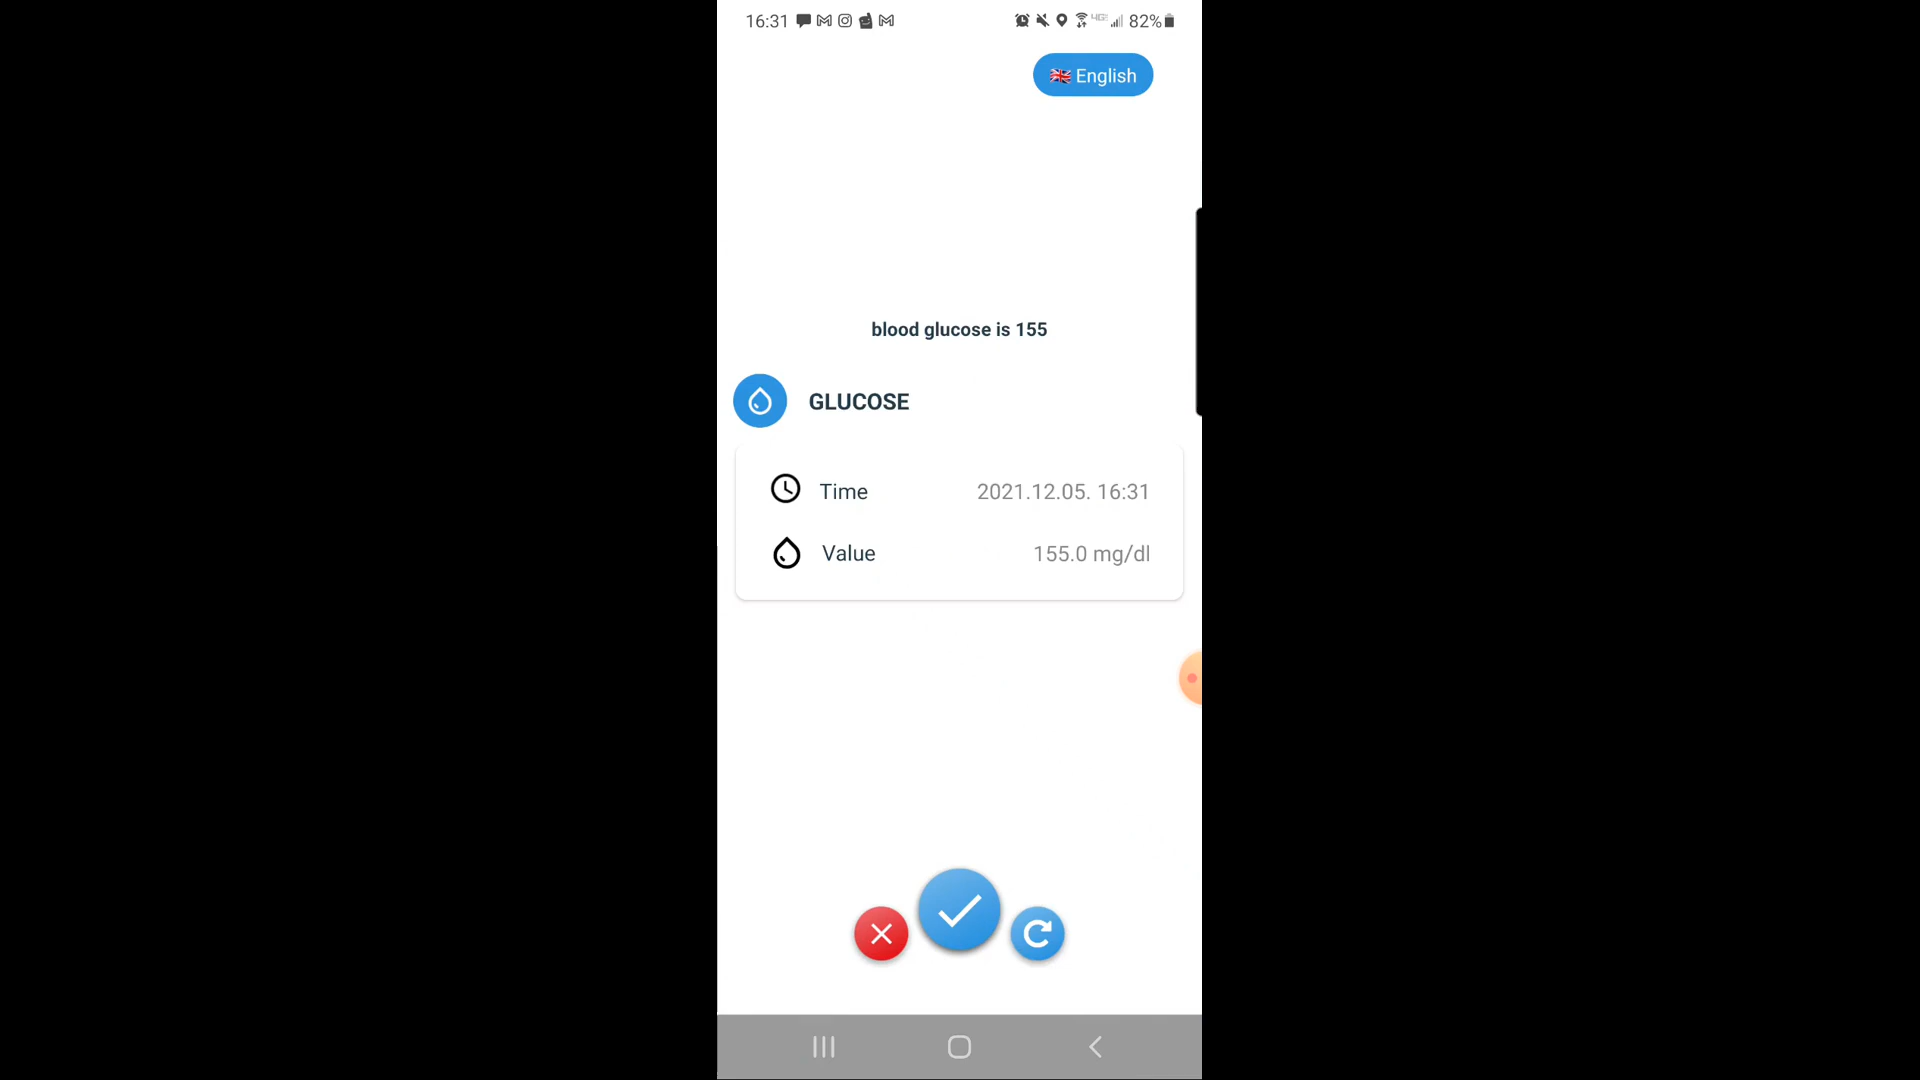 16:31 82%
English
blood glucose is 155
GLUCOSE
Time 2021.12.05. 16:31
Value 155.0 mg/dl